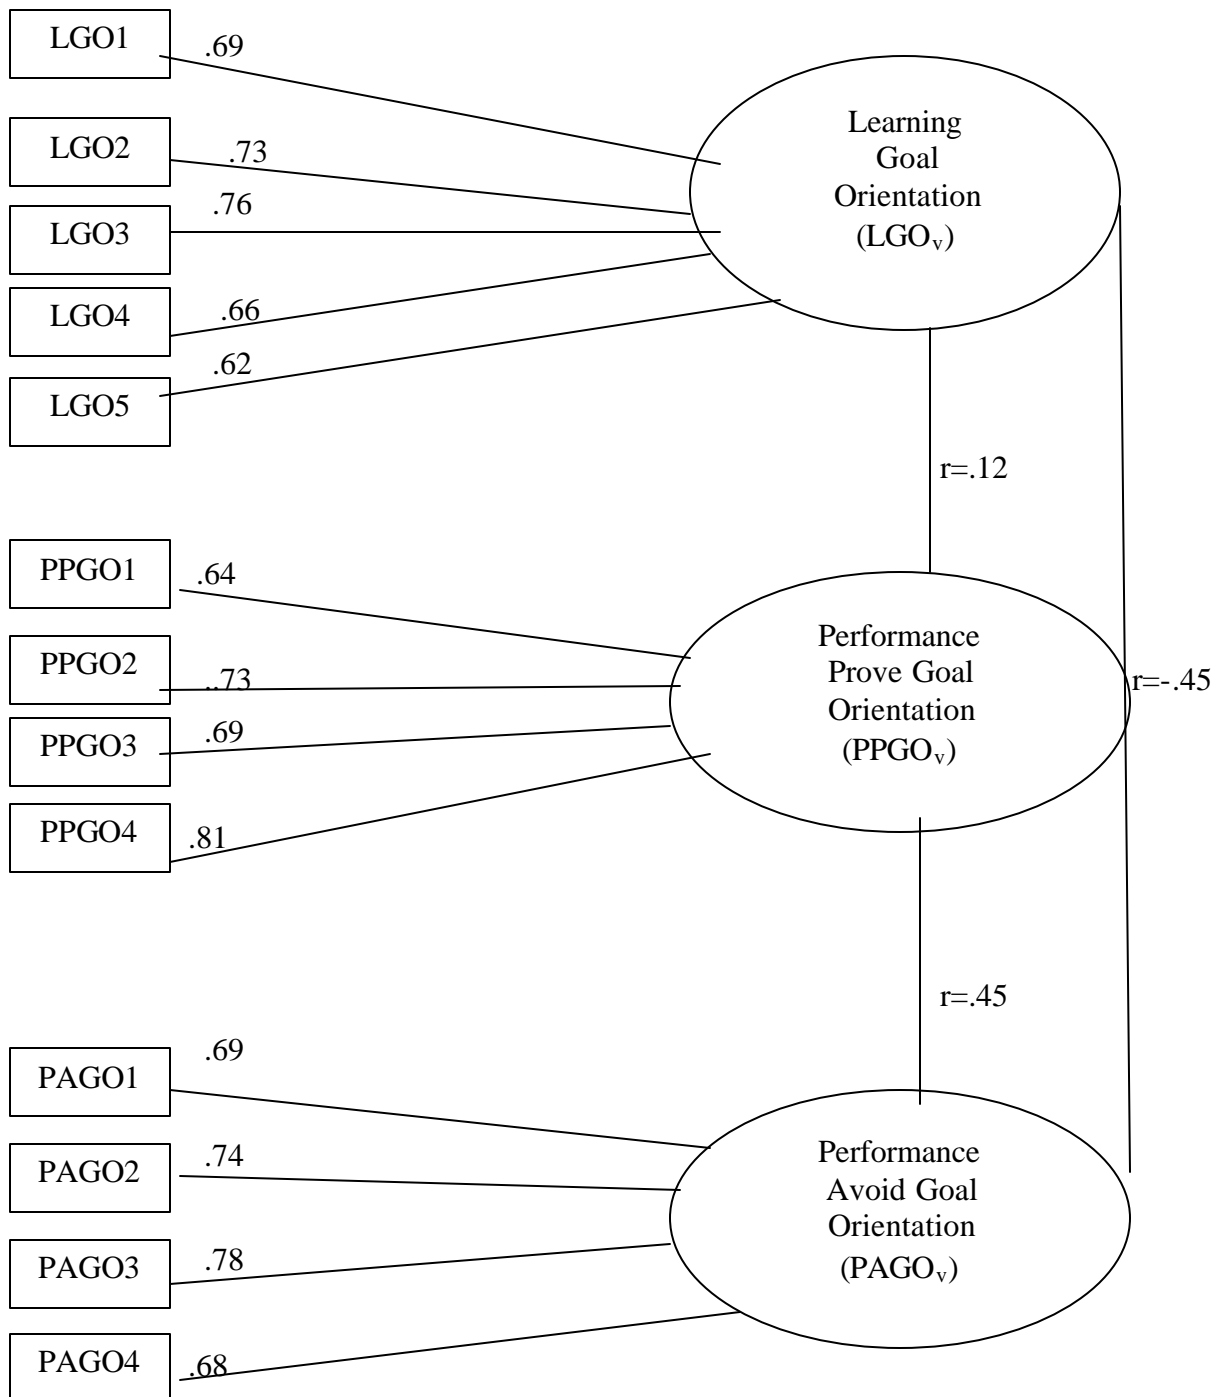 LGO1
.69
LGO2
.73
LGO3
.76
LGO4
.66
LGO5
.62
Learning
Goal
Orientation
(LGOᵥ)
r=.12
PPGO1
.64
PPGO2
..73
PPGO3
.69
PPGO4
.81
Performance
Prove Goal
Orientation
(PPGOᵥ)
r=-.45
r=.45
PAGO1
.69
PAGO2
.74
PAGO3
.78
PAGO4
.68
Performance
Avoid Goal
Orientation
(PAGOᵥ)